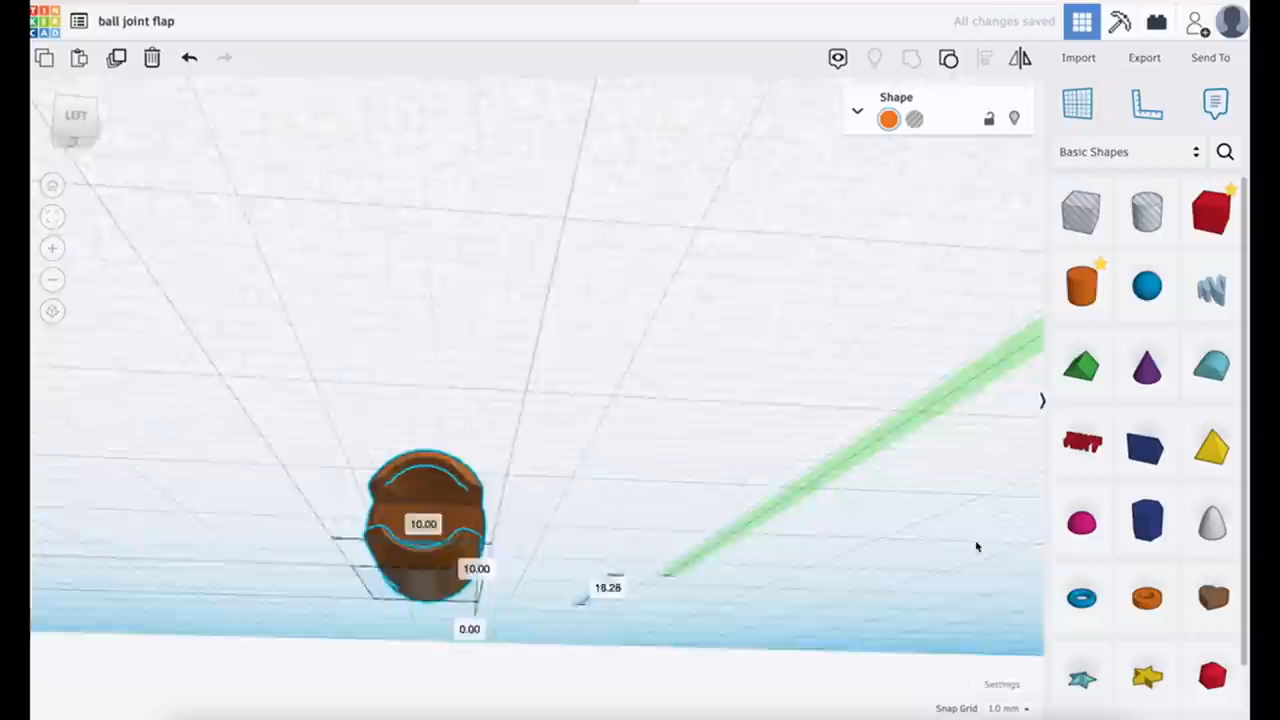 TIN
KER
CAD
ball joint flap
All changes saved
Import
Export
Send To
LEFT
Shape
Basic Shapes
10.00
10.00
18.28
0.00
Settings
Snap Grid 1.0 mm